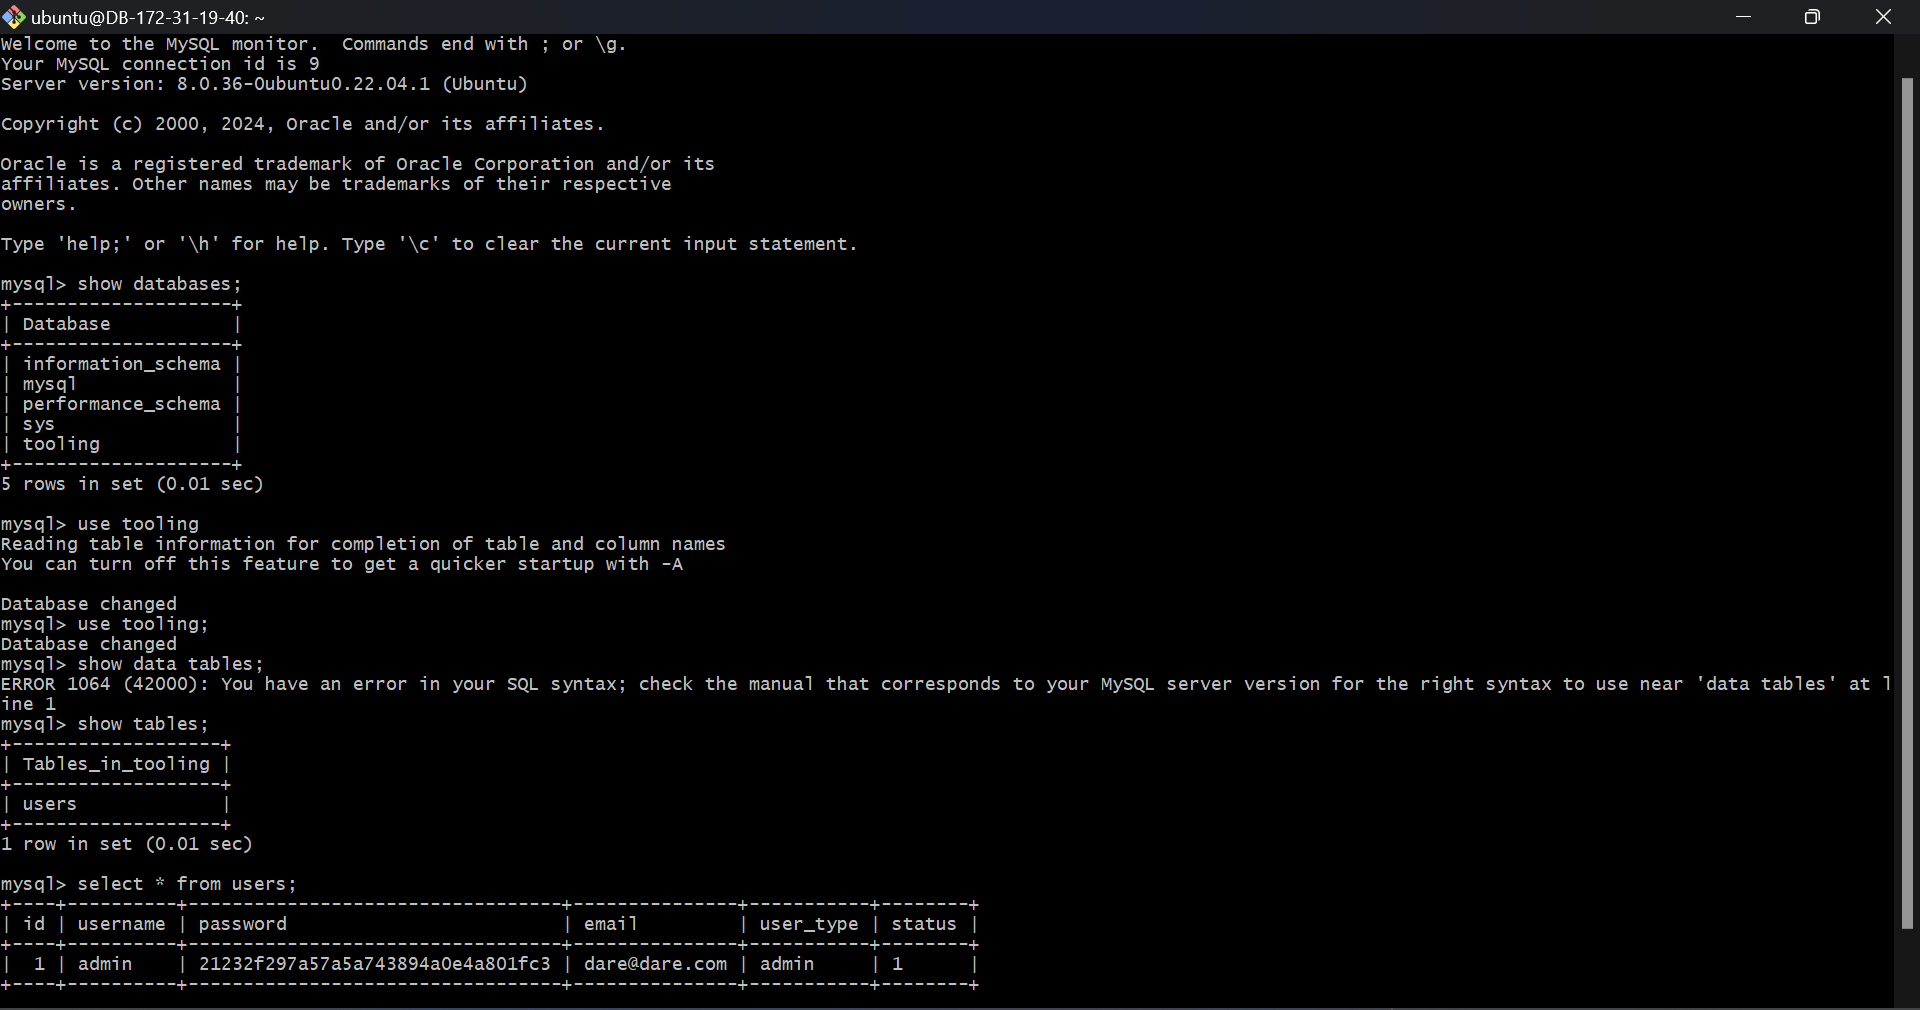 ubuntu@DB-172-31-19-40: ~
Welcome to the MySQL monitor.  Commands end with ; or \g.
Your MySQL connection id is 9
Server version: 8.0.36-0ubuntu0.22.04.1 (Ubuntu)

Copyright (c) 2000, 2024, Oracle and/or its affiliates.

Oracle is a registered trademark of Oracle Corporation and/or its
affiliates. Other names may be trademarks of their respective
owners.

Type 'help;' or '\h' for help. Type '\c' to clear the current input statement.

mysql> show databases;
+--------------------+
| Database           |
+--------------------+
| information_schema |
| mysql              |
| performance_schema |
| sys                |
| tooling            |
+--------------------+
5 rows in set (0.01 sec)

mysql> use tooling
Reading table information for completion of table and column names
You can turn off this feature to get a quicker startup with -A

Database changed
mysql> use tooling;
Database changed
mysql> show data tables;
ERROR 1064 (42000): You have an error in your SQL syntax; check the manual that corresponds to your MySQL server version for the right syntax to use near 'data tables' at l
ine 1
mysql> show tables;
+-------------------+
| Tables_in_tooling |
+-------------------+
| users             |
+-------------------+
1 row in set (0.01 sec)

mysql> select * from users;
+----+----------+----------------------------------+---------------+-----------+--------+
| id | username | password                         | email         | user_type | status |
+----+----------+----------------------------------+---------------+-----------+--------+
|  1 | admin    | 21232f297a57a5a743894a0e4a801fc3 | dare@dare.com | admin     | 1      |
+----+----------+----------------------------------+---------------+-----------+--------+